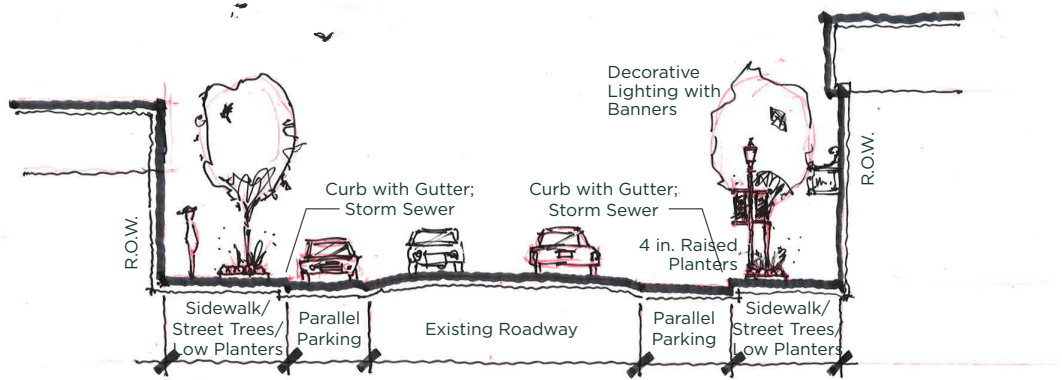 Decorative
Lighting with
Banners
R.O.W.
Curb with Gutter;
Storm Sewer
Curb with Gutter;
Storm Sewer
R.O.W.
4 in. Raised
Planters
Sidewalk/
Street Trees/
Low Planters
Parallel
Parking
Existing Roadway
Parallel
Parking
Sidewalk/
Street Trees/
Low Planters